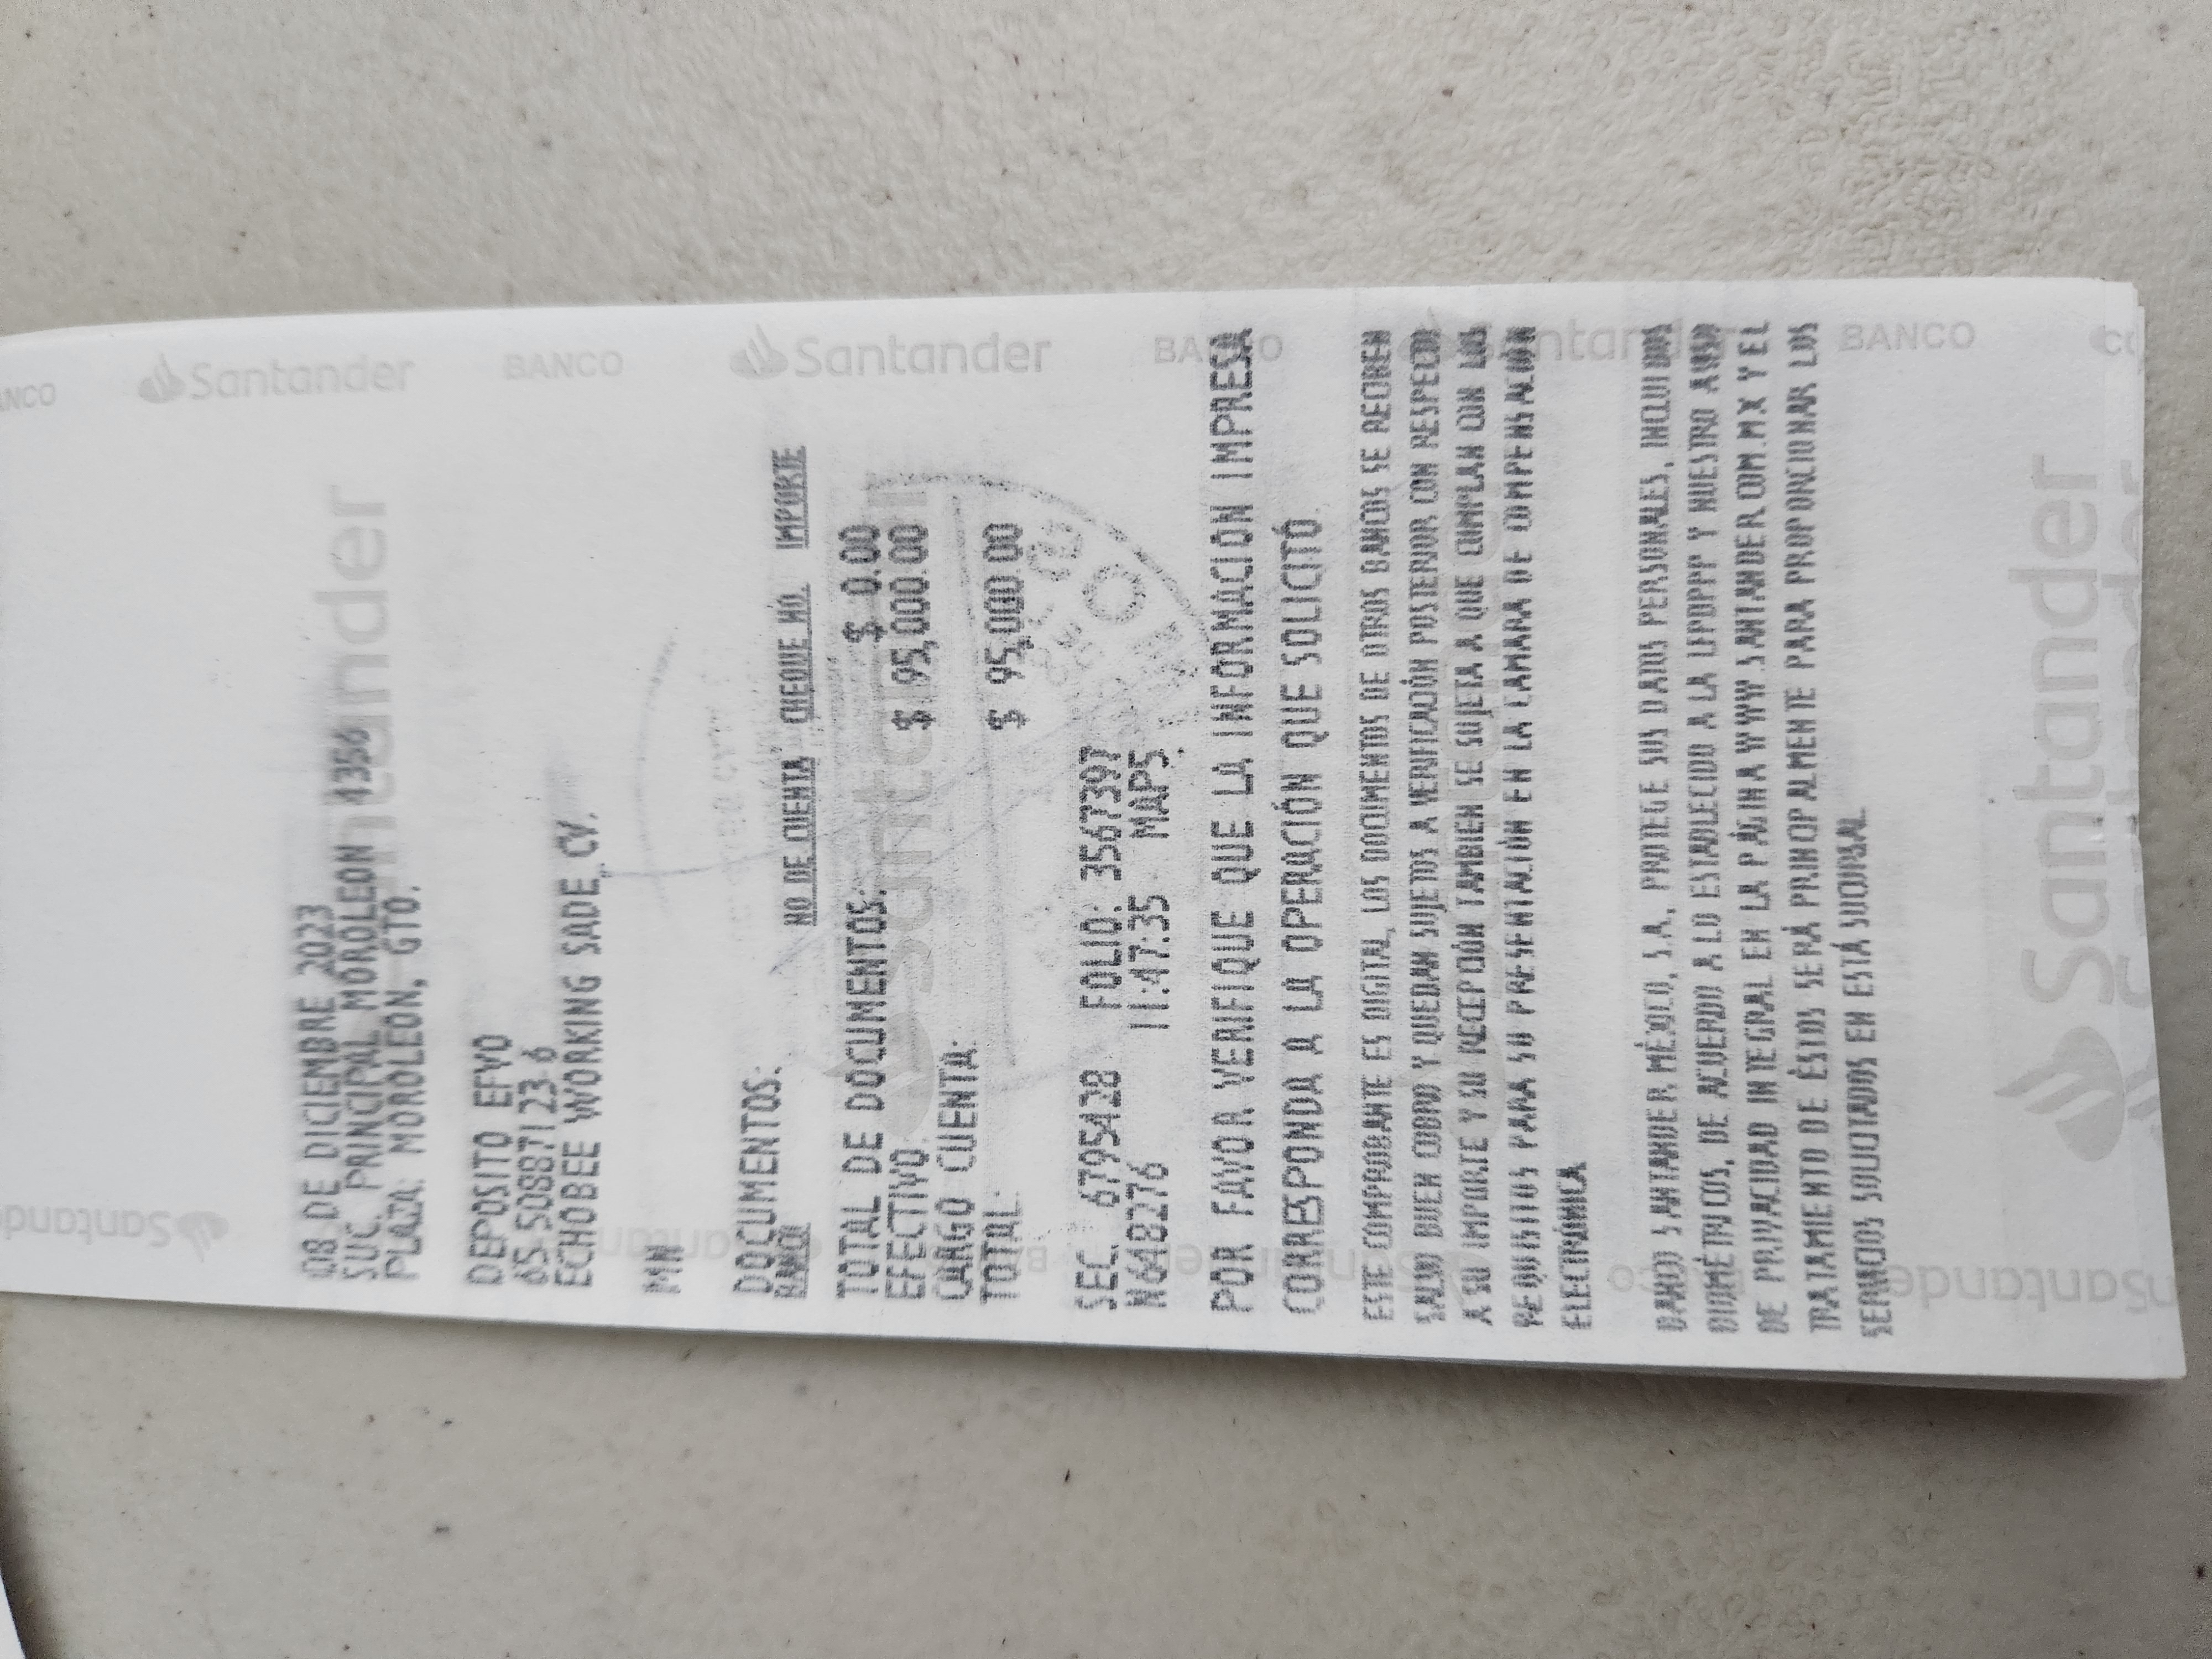 08 DE DICIEMBRE 2023
SUC. PRINCIPAL MOROLEON 4356
PLAZA: MOROLEON, GTO.
DEPOSITO EFVO
65 508871 23 6
ECHOBEE WORKING SADE CV.
MN
DOCUMENTOS:
BANCO NO DE CUENTA CHEQUE NO. IMPORTE
TOTAL DE DOCUMENTOS: $ 0.00
EFECTIVO: $ 95,000.00
CARGO CUENTA:
TOTAL: $ 95,000.00
SEC. 6795428 FOLIO: 3567397
N648276 11:47:35 MAPS
POR FAVOR VERIFIQUE QUE LA INFORMACION IMPRESA
CORRESPONDA A LA OPERACIÓN QUE SOLICITÓ
ESTE COMPROBANTE ES DIGITAL, LOS DOCUMENTOS DE OTROS BANCOS SE RECIBEN
SALVO BUEN COBRO Y QUEDAN SUJETOS A VERIFICACIÓN POSTERIOR CON RESPECTO
A SU IMPORTE Y SU RECEPCIÓN TAMBIEN SE SUJETA A QUE CUMPLAN CON LOS
REQUISITOS PARA SU PRESENTACIÓN EN LA CAMARA DE COMPENSACIÓN
ELECTRÓNICA
BANCO SANTANDER MÉXICO, S.A. PROTEGE SUS DATOS PERSONALES, INCLUIDOS
BIOMÉTRICOS, DE ACUERDO A LO ESTABLECIDO A LA LFDPPP Y NUESTRO AVISO
DE PRIVACIDAD INTEGRAL EN LA PÁGINA WWW.SANTANDER.COM.MX Y EL
TRATAMIENTO DE ÉSTOS SERÁ PRINCIPALMENTE PARA PROPORCIONAR LOS
SERVICIOS SOLICITADOS EN ESTÁ SUCURSAL
Santander